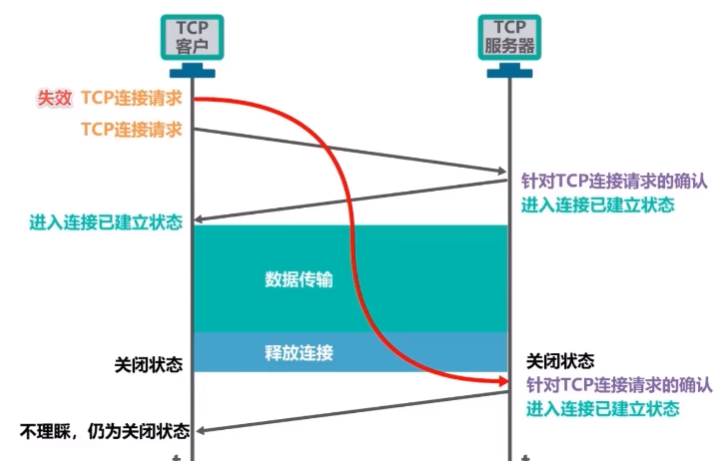 TCP
客户
TCP
服务器
失效 TCP连接请求
TCP连接请求
针对TCP连接请求的确认
进入连接已建立状态
进入连接已建立状态
数据传输
释放连接
关闭状态
关闭状态
针对TCP连接请求的确认
进入连接已建立状态
不理睬，仍为关闭状态